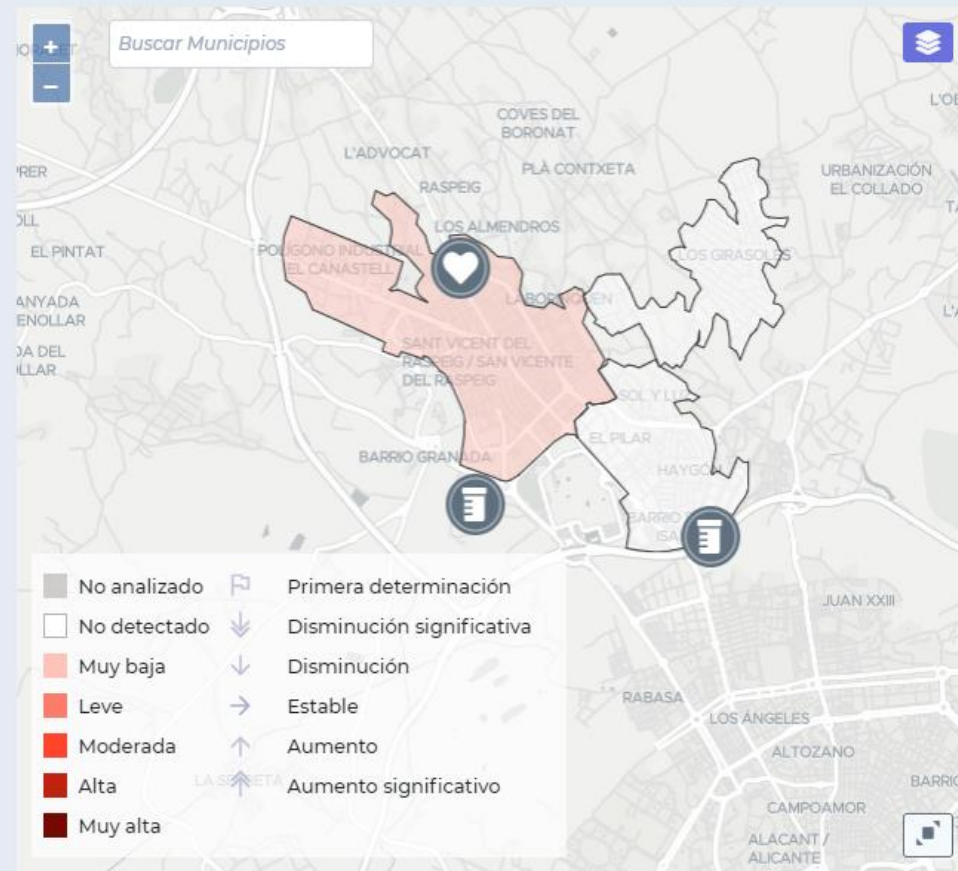 +
−
Buscar Municipios
COVES DEL
BORONAT
L'ADVOCAT
PLÀ CONTXETA
URBANIZACIÓN
EL COLLADO
RASPEIG
LOS ALMENDROS
EL PINTAT
POLÍGONO INDUSTRIAL
EL CANASTELL
LOS GIRASOLES
SANT VICENT DEL
RASPEIG / SAN VICENTE
DEL RASPEIG
SOL Y LUZ
EL PILAR
BARRIO GRANADA
No analizado
Primera determinación
No detectado
Disminución significativa
Muy baja
Disminución
Leve
Estable
Moderada
Aumento
Alta
Aumento significativo
Muy alta
JUAN XXIII
RABASA
LOS ÁNGELES
ALTOZANO
CAMPOAMOR
ALACANT /
ALICANTE